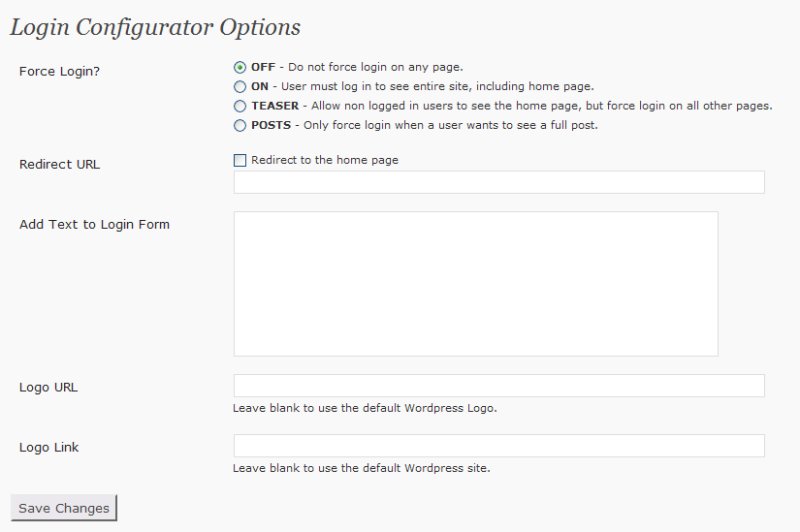 Login Configurator Options
Force Login?
OFF - Do not force login on any page.
ON - User must log in to see entire site, including home page.
TEASER - Allow non logged in users to see the home page, but force login on all other pages.
POSTS - Only force login when a user wants to see a full post.
Redirect URL
Redirect to the home page
Add Text to Login Form
Logo URL
Leave blank to use the default Wordpress Logo.
Logo Link
Leave blank to use the default Wordpress site.
Save Changes